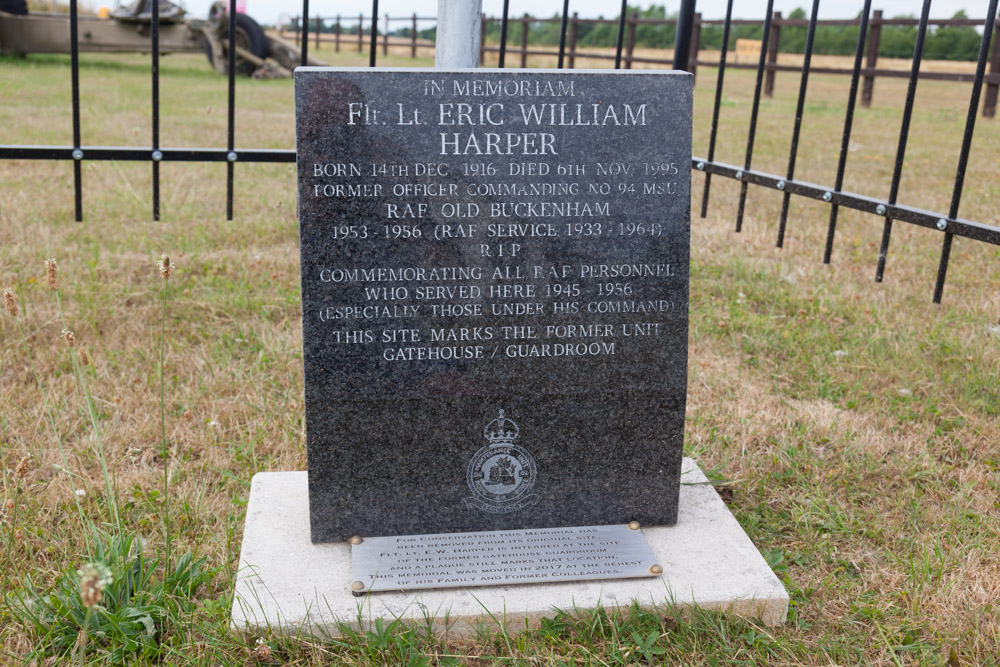 IN MEMORIAM
Flt. Lt. ERIC WILLIAM
HARPER
BORN 14TH DEC. 1916 DIED 6TH NOV. 1995
FORMER OFFICER COMMANDING NO 94 MSU
RAF OLD BUCKENHAM
1953 - 1956 (RAF SERVICE 1933 - 1964)
R.I.P
COMMEMORATING ALL RAF PERSONNEL
WHO SERVED HERE 1945 - 1956
(ESPECIALLY THOSE UNDER HIS COMMAND)
THIS SITE MARKS THE FORMER UNIT
GATEHOUSE / GUARDROOM
MAINTENANCE UNIT
FOR CONSERVATION THIS MEMORIAL HAS
BEEN REMOVED FROM ITS ORIGINAL SITE.
FLT. LT. E.W. HARPER IS INTERRED AT THE SITE
OF THE FORMER GATEHOUSE GUARDROOM
AND A PLAQUE STILL MARKS THAT LOCATION.
THIS MEMORIAL WAS MOVED IN 2017 AT THE BEHEST
OF HIS FAMILY AND FORMER COLLEAGUES.